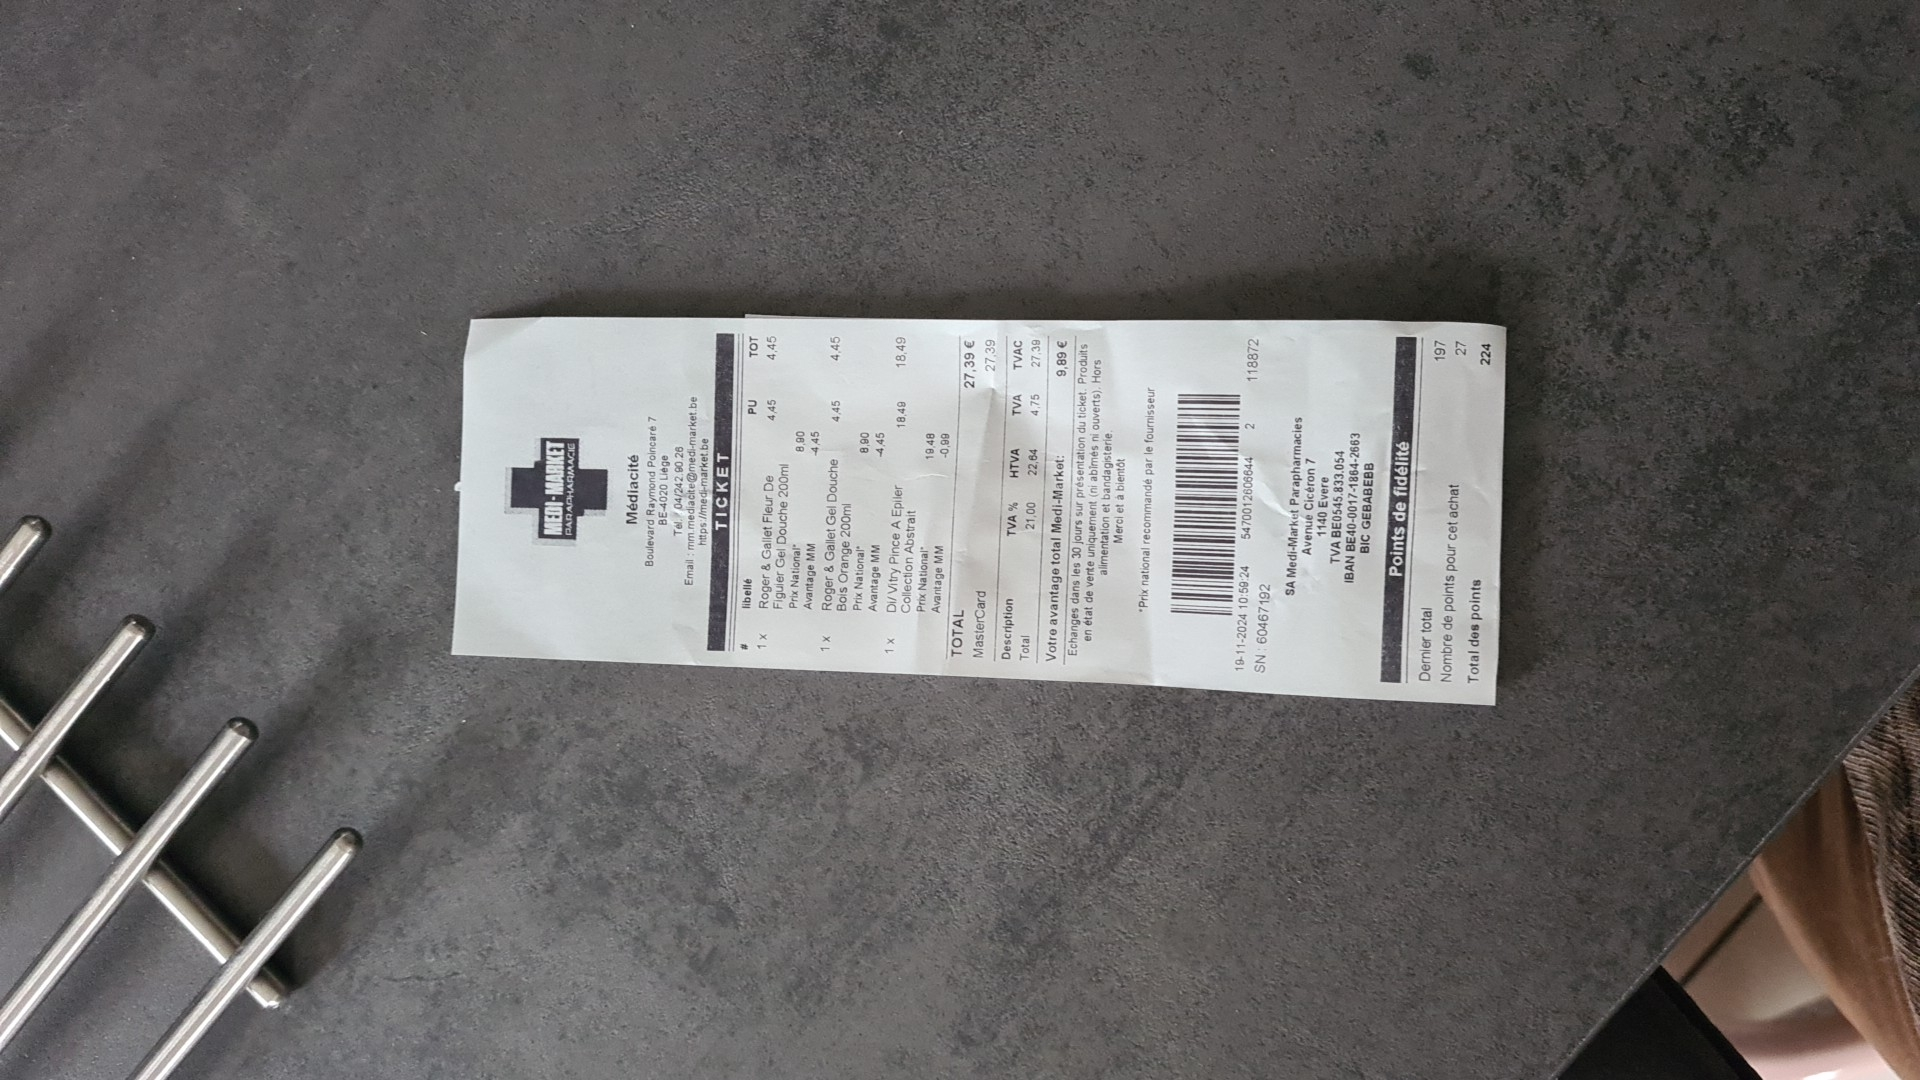 MEDI-MARKET
PARAPHARMACIE
Médiacité
Boulevard Raymond Poincaré 7
BE-4020 Liège
Tél. / 04/242.90.26
Email : mm.mediacite@medi-market.be
https://medi-market.be
TICKET
# libellé PU TOT
1 x Roger & Gallet Fleur De 4,45 4,45
Figuier Gel Douche 200ml
Prix National* 8,90
Avantage MM -4,45
1 x Roger & Gallet Gel Douche 4,45 4,45
Bois Orange 200ml
Prix National* 8,90
Avantage MM -4,45
1 x D/ Vitry Pince A Epiler 18,49 18,49
Collection Abstrait
Prix National* 19,48
Avantage MM -0,99
TOTAL 27,39 €
MasterCard 27,39
Description TVA % HTVA TVA TVAC
Total 21,00 22,64 4,75 27,39
Votre avantage total Medi-Market: 9,89 €
Echanges dans les 30 jours sur présentation du ticket. Produits
en état de vente uniquement (ni abîmés ni ouverts). Hors
alimentation et bandagisterie.
Merci et à bientôt
*Prix national recommandé par le fournisseur
19-11-2024 10:59:24 5470012606644 2 118872
SN : 60467192
SA Medi-Market Parapharmacies
Avenue Cicéron 7
1140 Evere
TVA BE0545.833.054
IBAN BE40-0017-1884-2663
BIC GEBABEBB
Points de fidélité
Dernier total 197
Nombre de points pour cet achat 27
Total des points 224